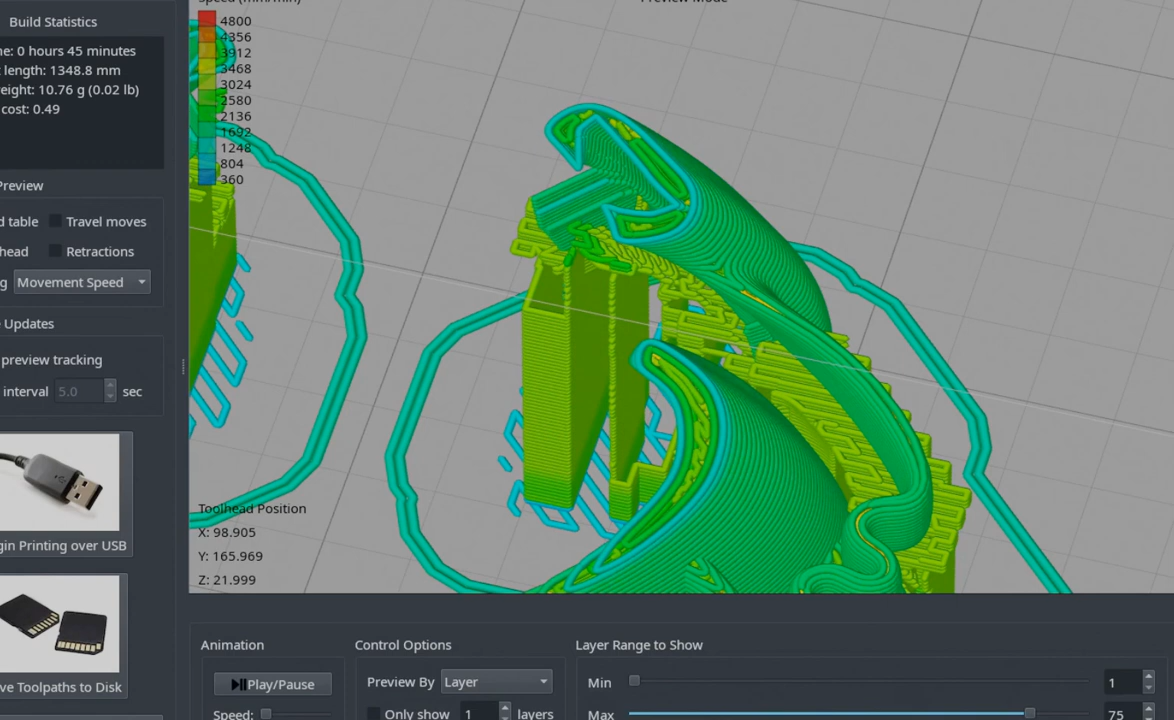 Build Statistics
ne: 0 hours 45 minutes
length: 1348.8 mm
eight: 10.76 g (0.02 lb)
cost: 0.49
Preview
d table
Travel moves
head
Retractions
g
Movement Speed
Updates
preview tracking
interval
5.0
sec
gin Printing over USB
ve Toolpaths to Disk
Speed (mm/min)
4800
4356
3912
3468
3024
2580
2136
1692
1248
804
360
Preview Mode
Toolhead Position
X: 98.905
Y: 165.969
Z: 21.999
Animation
Play/Pause
Speed:
Control Options
Preview By
Layer
Only show
1
layers
Layer Range to Show
Min
1
Max
75